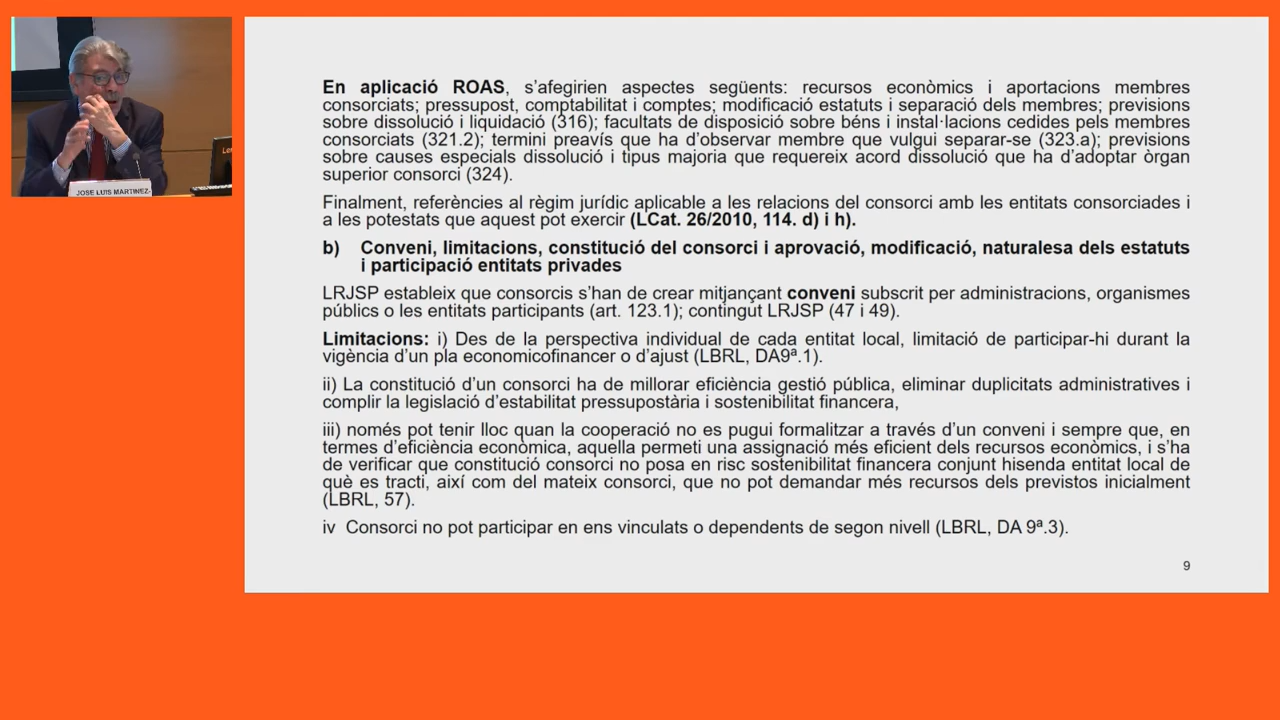 JOSE LUIS MARTINEZ-
En aplicació ROAS, s’afegirien aspectes següents: recursos econòmics i aportacions membres
consorciats; pressupost, comptabilitat i comptes; modificació estatuts i separació dels membres; previsions
sobre dissolució i liquidació (316); facultats de disposició sobre béns i instal·lacions cedides pels membres
consorciats (321.2); termini preavís que ha d’observar membre que vulgui separar-se (323.a); previsions
sobre causes especials dissolució i tipus majoria que requereix acord dissolució que ha d’adoptar òrgan
superior consorci (324).
Finalment, referències al règim jurídic aplicable a les relacions del consorci amb les entitats consorciades i
a les potestats que aquest pot exercir (LCat. 26/2010, 114. d) i h).
b) Conveni, limitacions, constitució del consorci i aprovació, modificació, naturalesa dels estatuts
i participació entitats privades
LRJSP estableix que consorcis s’han de crear mitjançant conveni subscrit per administracions, organismes
públics o les entitats participants (art. 123.1); contingut LRJSP (47 i 49).
Limitacions: i) Des de la perspectiva individual de cada entitat local, limitació de participar-hi durant la
vigència d’un pla economicofinancer o d’ajust (LBRL, DA9ª.1).
ii) La constitució d’un consorci ha de millorar eficiència gestió pública, eliminar duplicitats administratives i
complir la legislació d’estabilitat pressupostària i sostenibilitat financera,
iii) només pot tenir lloc quan la cooperació no es pugui formalitzar a través d’un conveni i sempre que, en
termes d’eficiència econòmica, aquella permeti una assignació més eficient dels recursos econòmics, i s’ha
de verificar que constitució consorci no posa en risc sostenibilitat financera conjunt hisenda entitat local de
què es tracti, així com del mateix consorci, que no pot demandar més recursos dels previstos inicialment
(LBRL, 57).
iv Consorci no pot participar en ens vinculats o dependents de segon nivell (LBRL, DA 9ª.3).
9